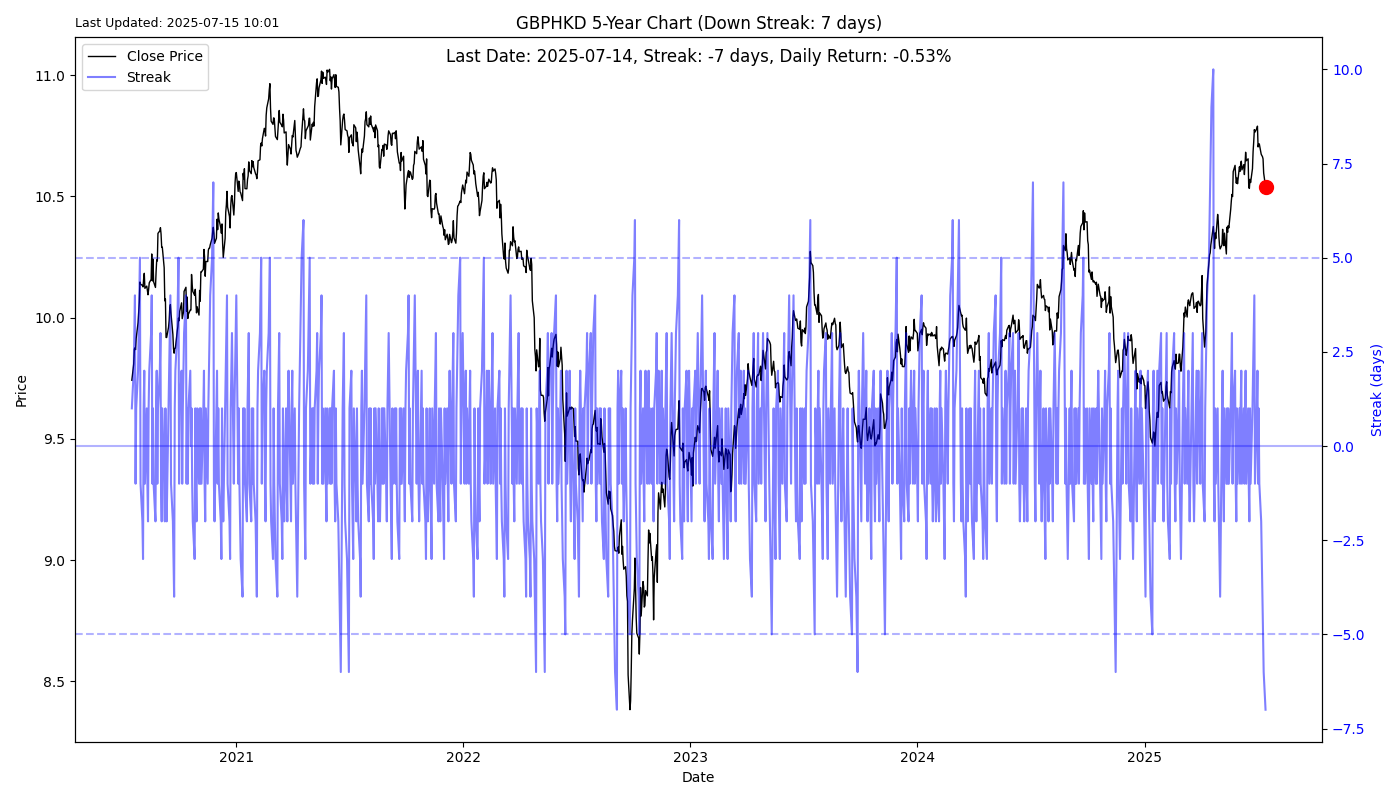 Last Updated: 2025-07-15 10:01
GBPHKD 5-Year Chart (Down Streak: 7 days)
Last Date: 2025-07-14, Streak: -7 days, Daily Return: -0.53%
Close Price
Streak
Price
11.0
10.5
10.0
9.5
9.0
8.5
10.0
7.5
5.0
2.5
0.0
−2.5
−5.0
−7.5
Streak (days)
2021
2022
2023
2024
2025
Date